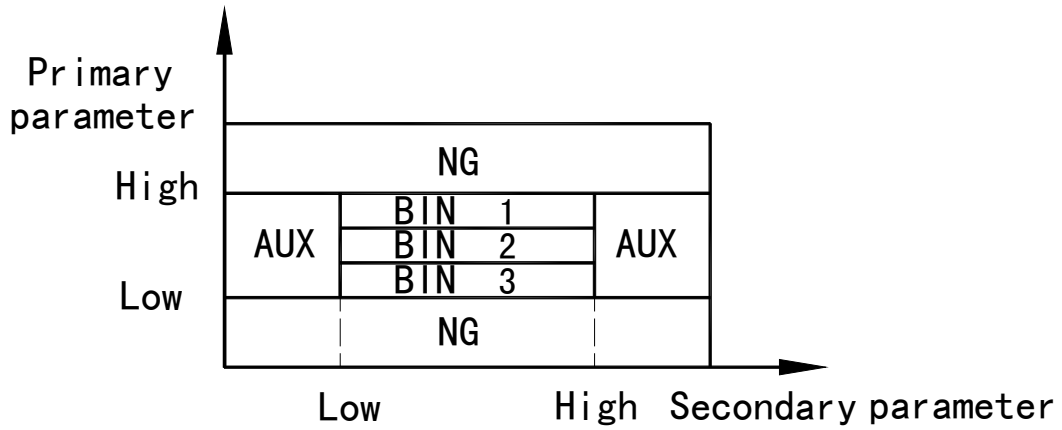 Primary
parameter
NG
High
BIN 1
AUX
BIN 2
AUX
BIN 3
Low
NG
Low
High
Secondary parameter